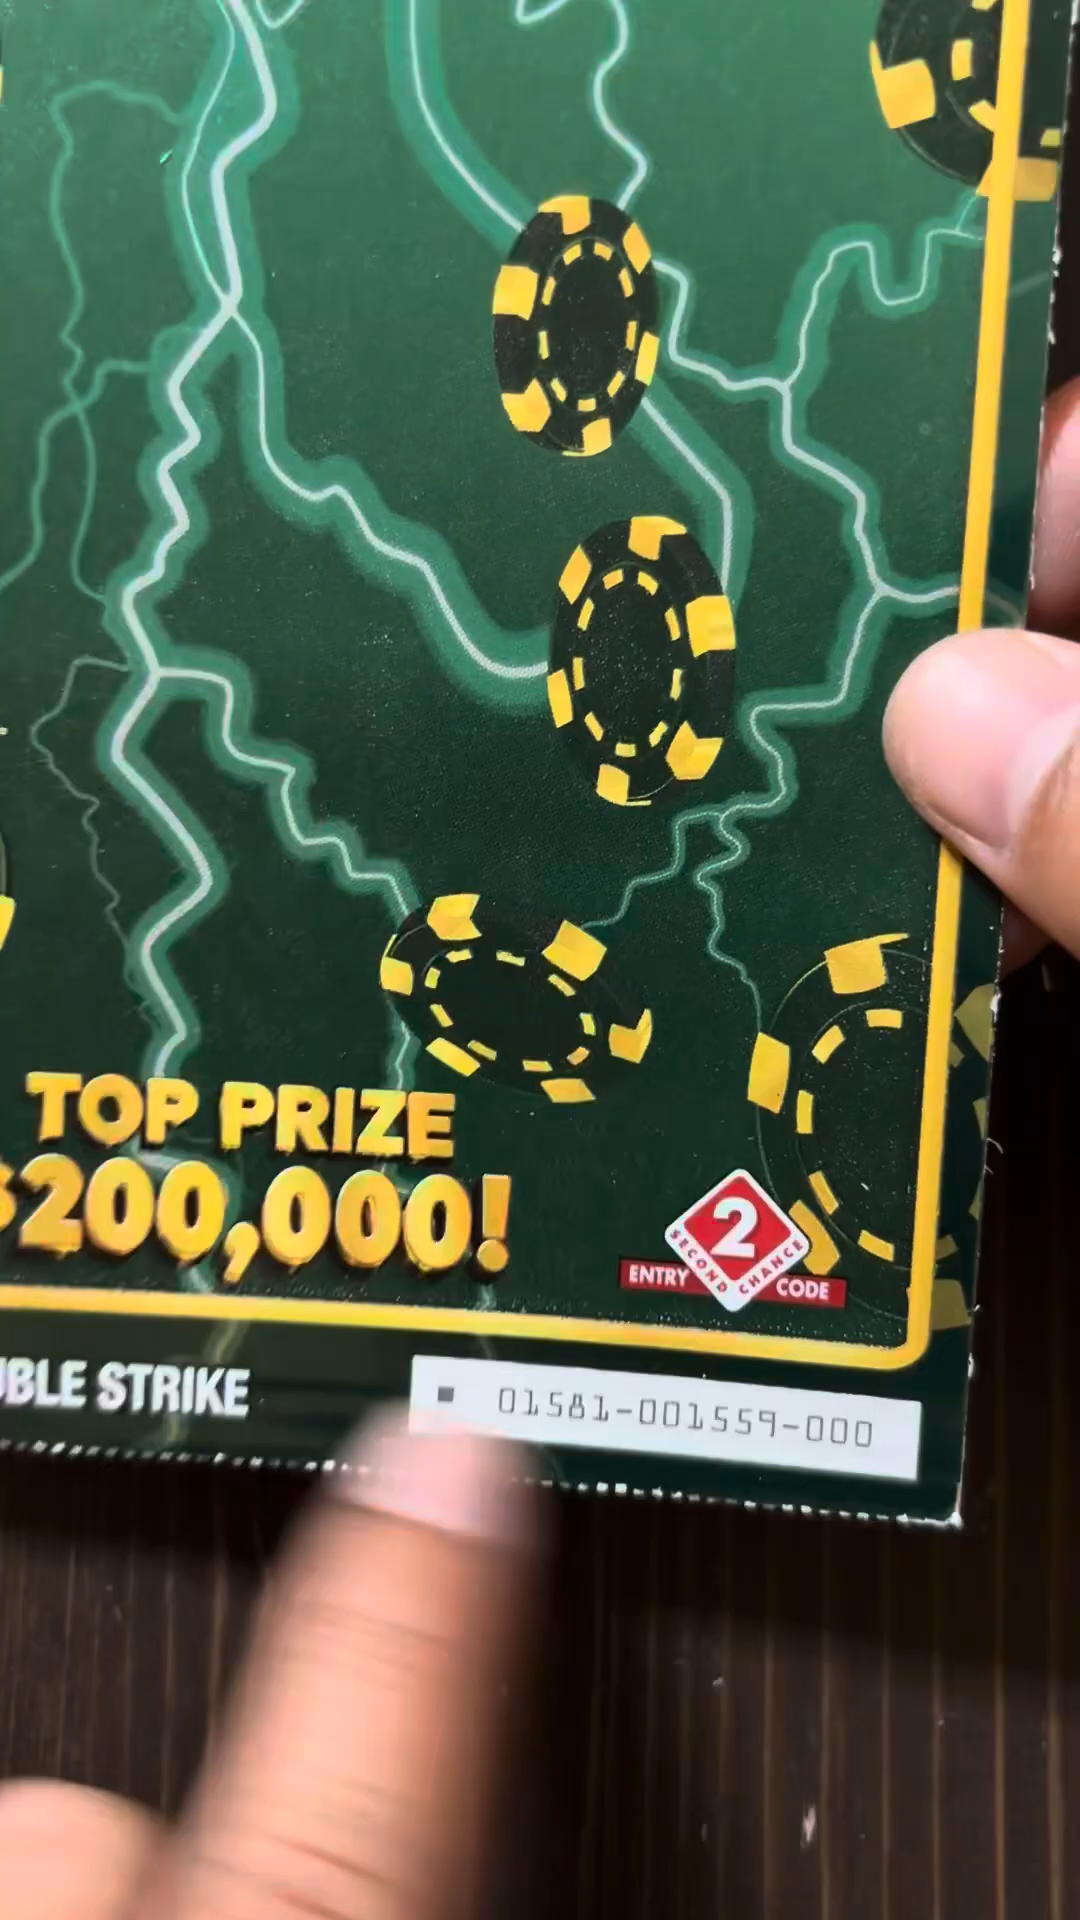 TOP PRIZE
$200,000!
2
SECOND CHANCE
ENTRY CODE
UBLE STRIKE
01581-001559-000